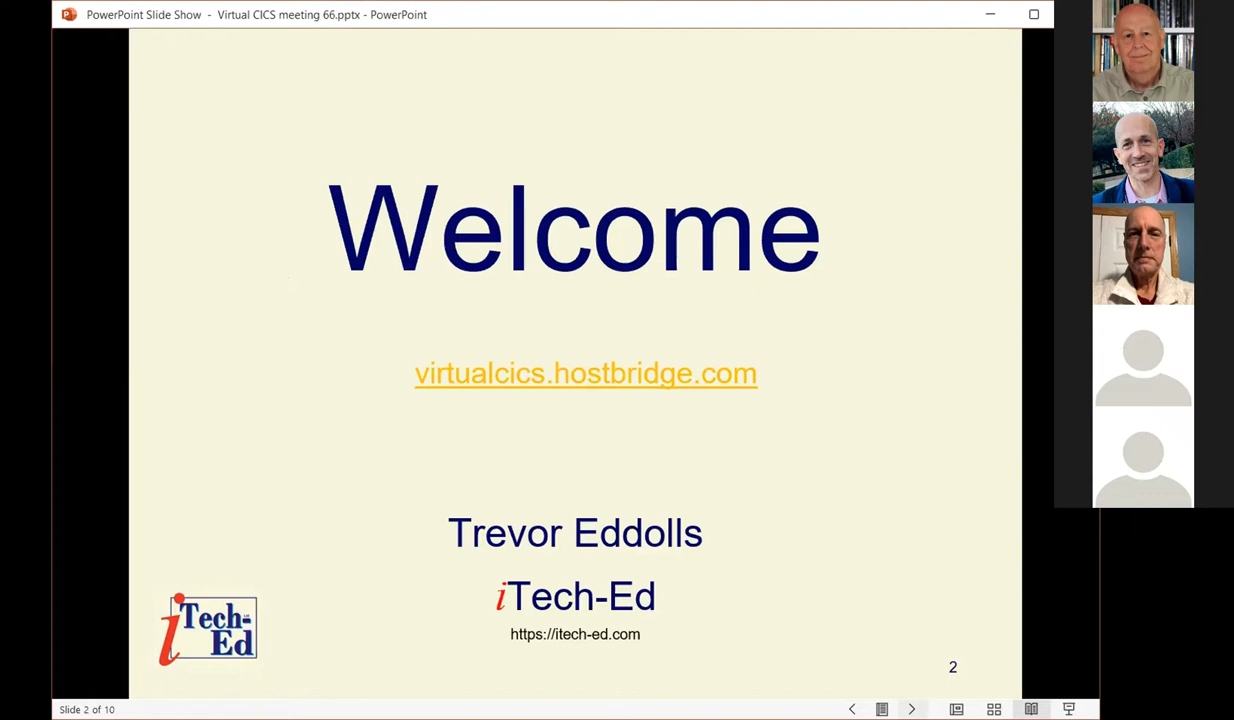 PowerPoint Slide Show - Virtual CICS meeting 66.pptx - PowerPoint
Welcome
virtualcics.hostbridge.com
Trevor Eddolls
iTech-Ed
https://itech-ed.com
iTech-
Ed
2
Slide 2 of 10